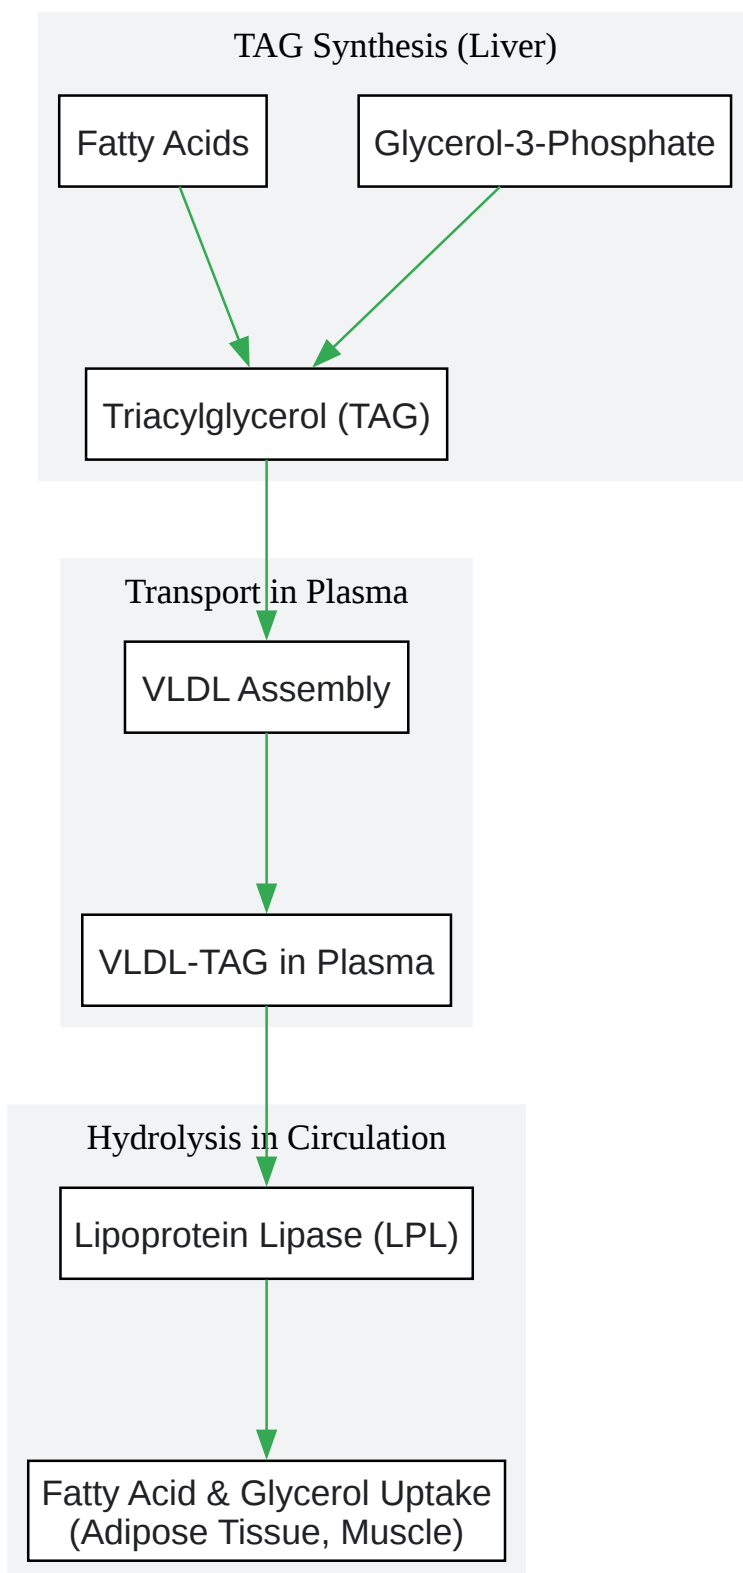 TAG Synthesis (Liver)
Fatty Acids
Glycerol-3-Phosphate
Triacylglycerol (TAG)
Transport in Plasma
VLDL Assembly
VLDL-TAG in Plasma
Hydrolysis in Circulation
Lipoprotein Lipase (LPL)
Fatty Acid & Glycerol Uptake
(Adipose Tissue, Muscle)